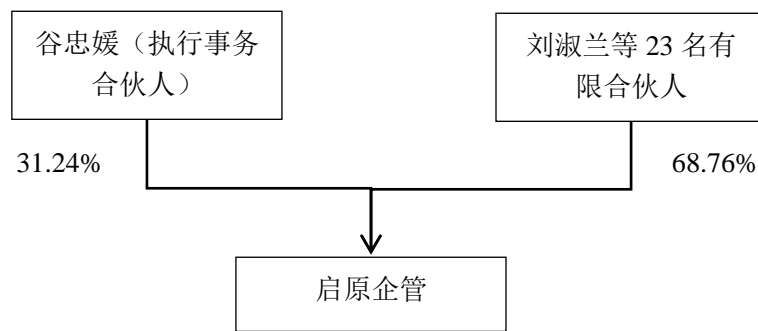 谷忠媛（执行事务
合伙人）
刘淑兰等 23 名有
限合伙人
31.24%
68.76%
启原企管